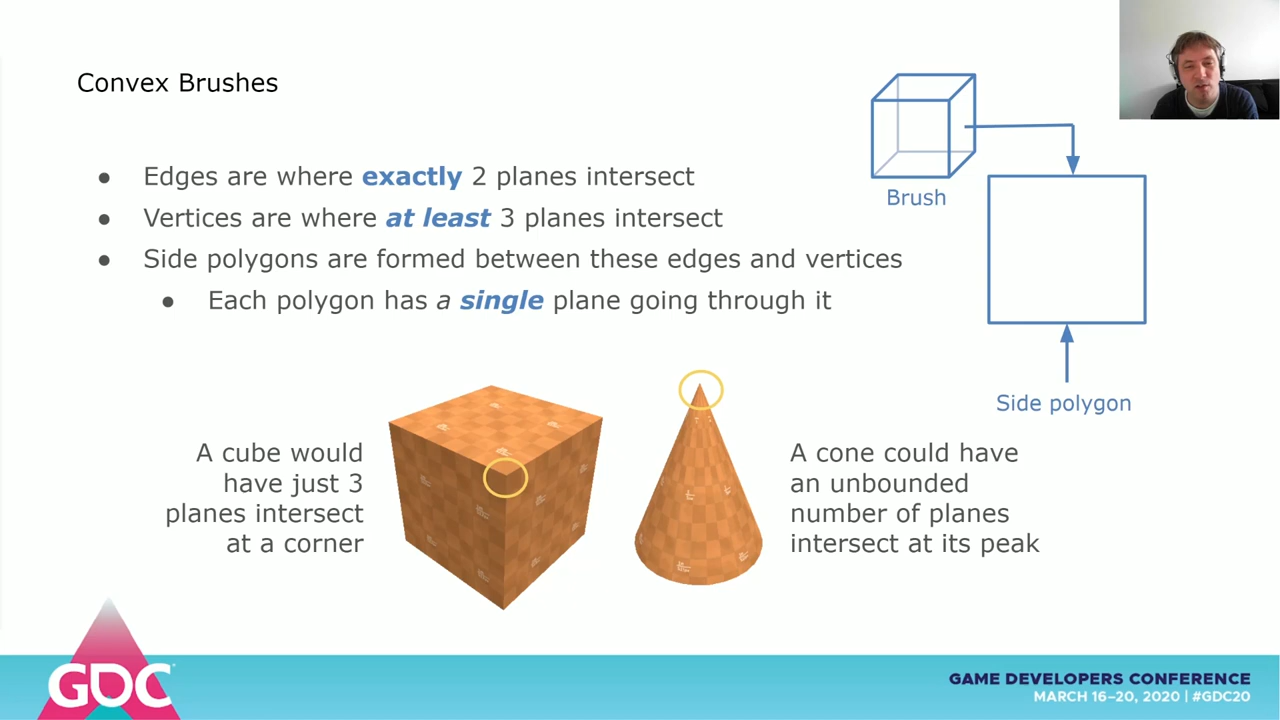 Convex Brushes
● Edges are where exactly 2 planes intersect
● Vertices are where at least 3 planes intersect
● Side polygons are formed between these edges and vertices
● Each polygon has a single plane going through it
Brush
Side polygon
A cube would
have just 3
planes intersect
at a corner
A cone could have
an unbounded
number of planes
intersect at its peak
GDC
GAME DEVELOPERS CONFERENCE
MARCH 16–20, 2020 | #GDC20